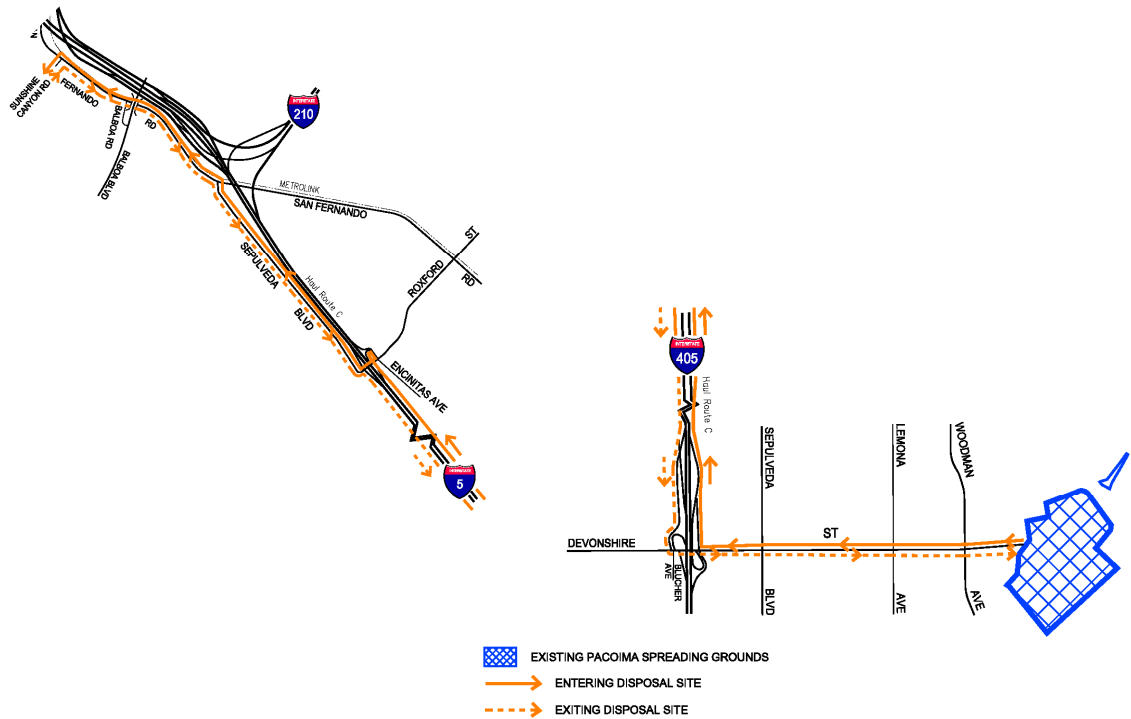 N
SUNSHINE
CANYON RD
FERNANDO
RD
BALBOA RD
BALBOA BLVD
INTERSTATE
210
METROLINK
SAN FERNANDO
RD
ROXFORD
ST
SEPULVEDA
BLVD
Haul Route C
ENCINITAS AVE
INTERSTATE
5
INTERSTATE
405
Haul Route C
SEPULVEDA
BLVD
LEMONA
AVE
WOODMAN
AVE
DEVONSHIRE
ST
BLUCHER
AVE
EXISTING PACOIMA SPREADING GROUNDS
ENTERING DISPOSAL SITE
EXITING DISPOSAL SITE